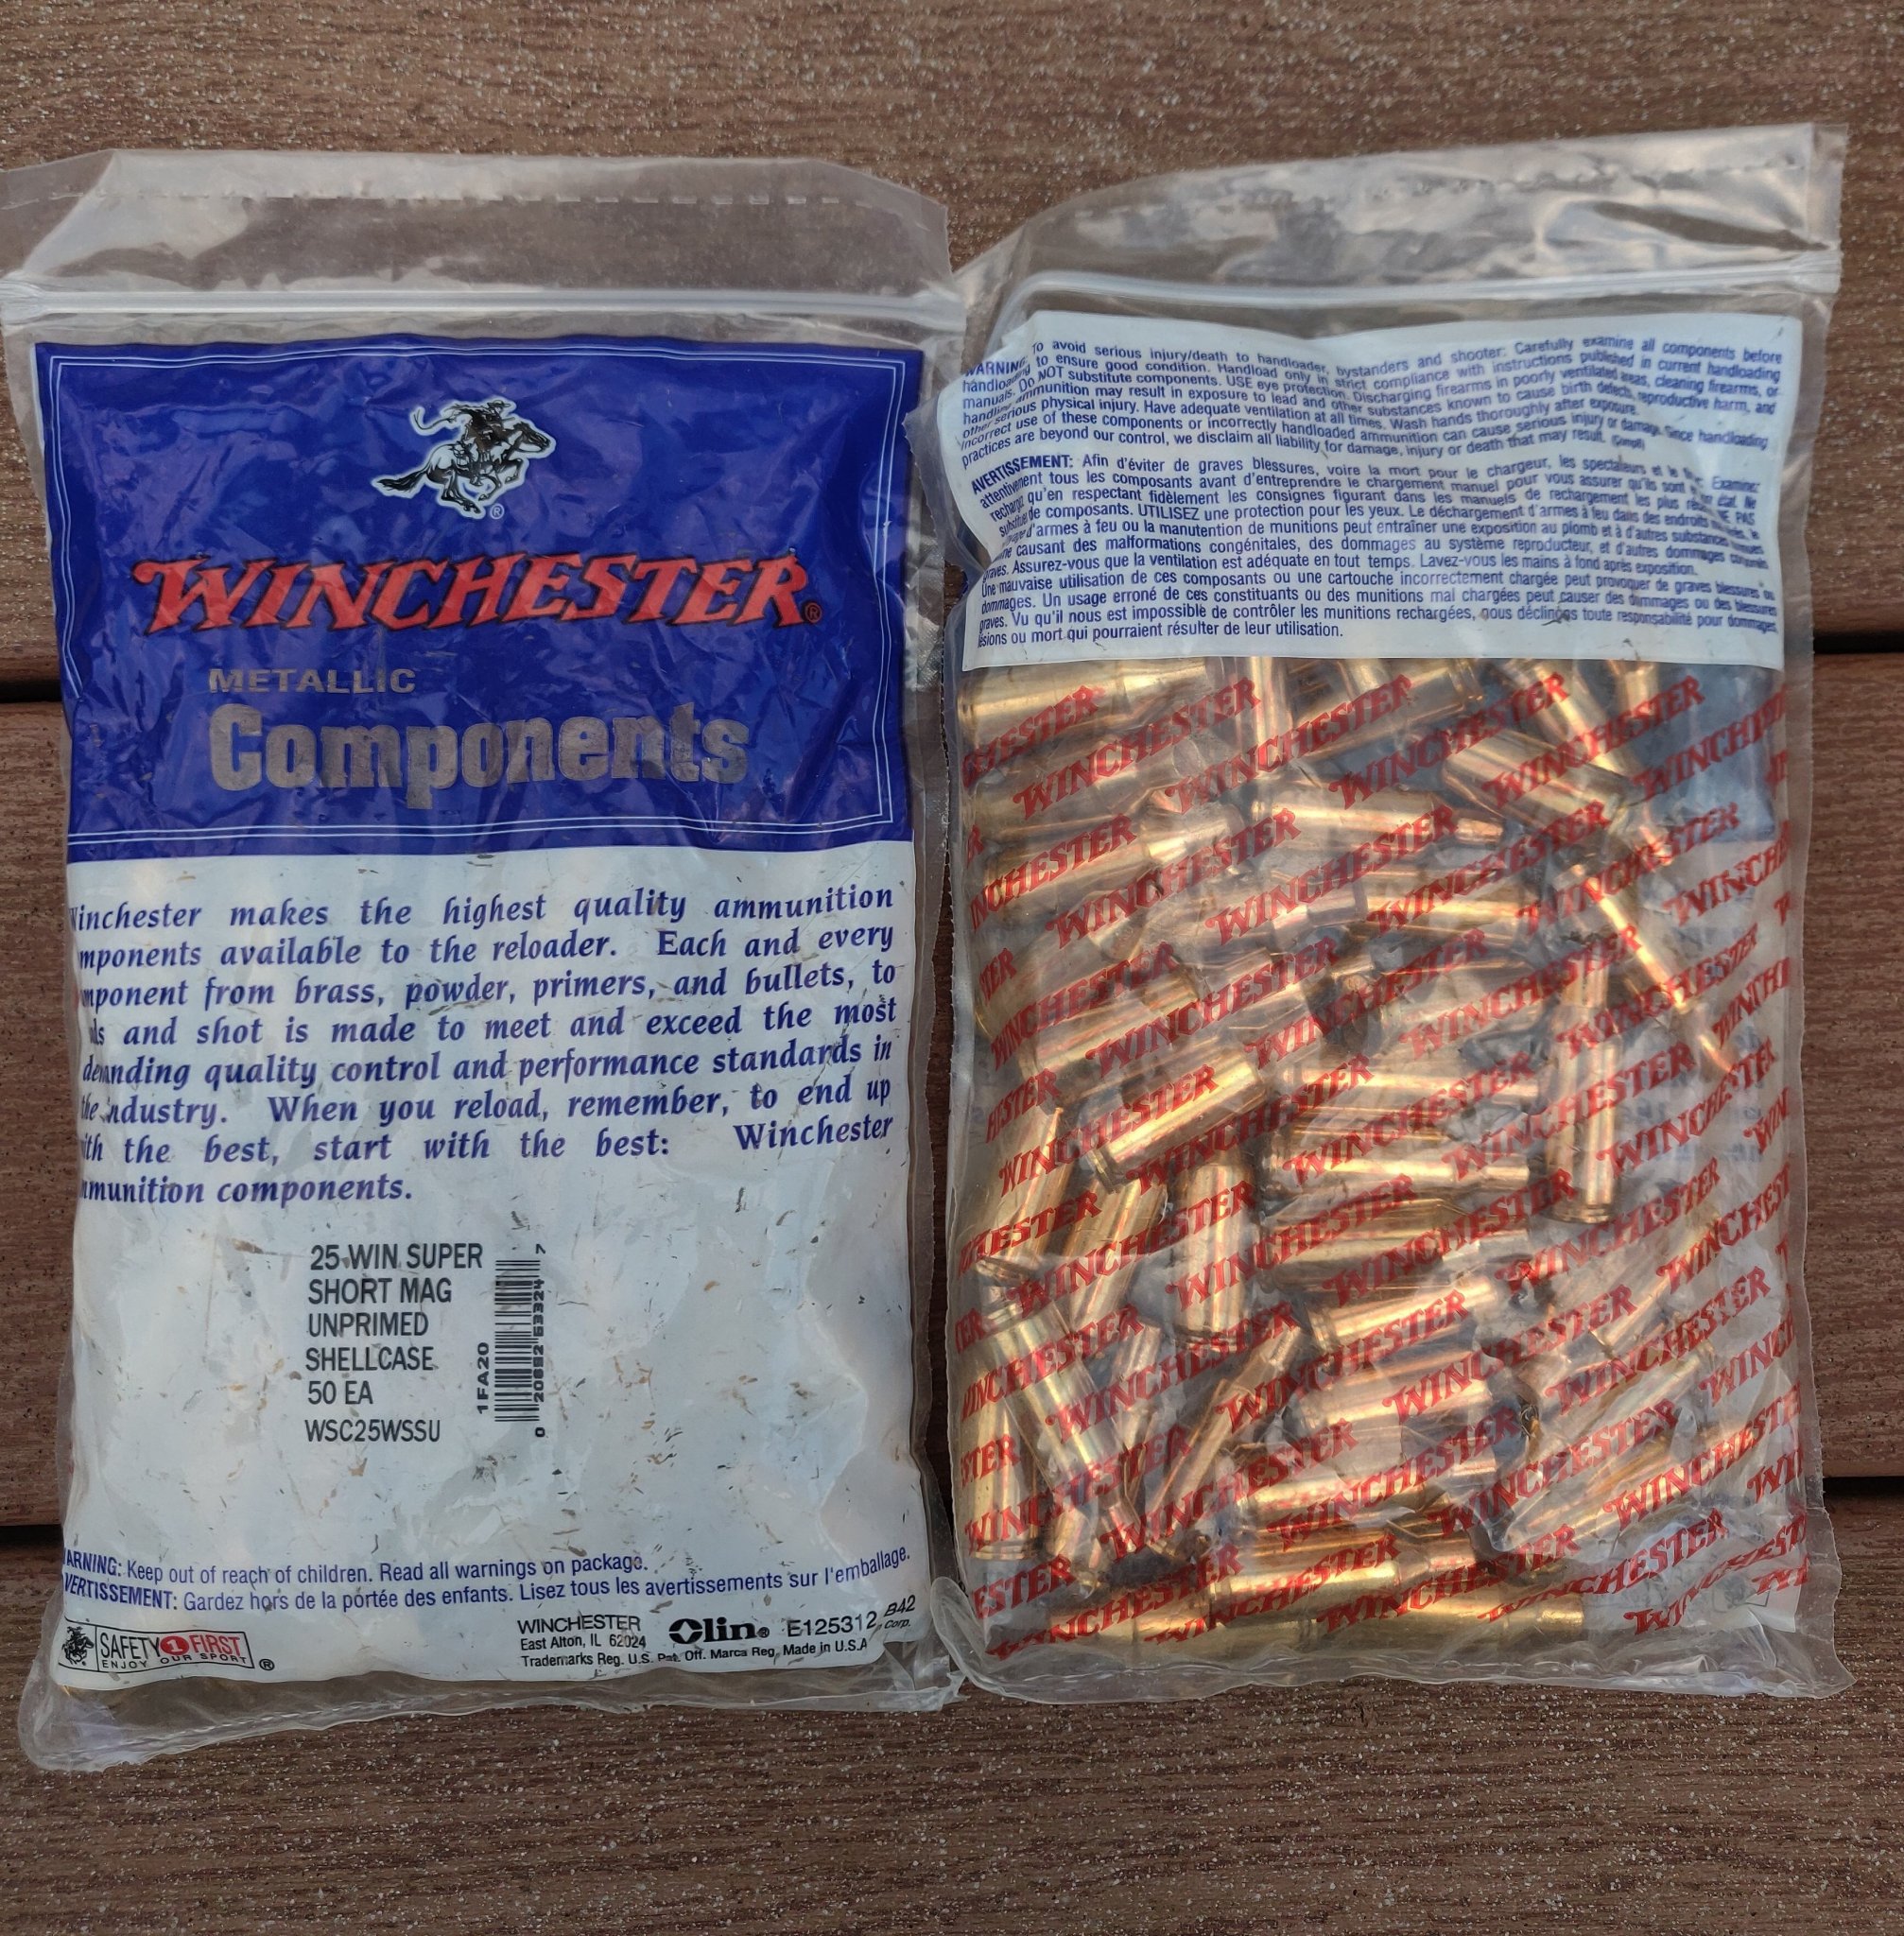 WINCHESTER®
METALLIC
Components
inchester makes the highest quality ammunition
mponents available to the reloader. Each and every
mponent from brass, powder, primers, and bullets, to
ds and shot is made to meet and exceed the most
demanding quality control and performance standards in
the industry. When you reload, remember, to end up
ith the best, start with the best: Winchester
mmunition components.
25 WIN SUPER
SHORT MAG
UNPRIMED
SHELLCASE
50 EA
WSC25WSSU
1FA20
ARNING: Keep out of reach of children. Read all warnings on package.
VERTISSEMENT: Gardez hors de la portée des enfants. Lisez tous les avertissements sur l'emballage.
SAFETY 1 FIRST
ENJOY OUR SPORT ®
WINCHESTER
East Alton, IL 62024
Olin® E125312 B42
Corp.
Trademarks Reg. U.S. Pat. Off. Marca Reg. Made in U.S.A
WARNING: To avoid serious injury/death to handloader, bystanders and shooter: Carefully examine all components before
handloading to ensure good condition. Handload only in strict compliance with instructions published in current handloading
manuals. Do NOT substitute components. USE eye protection. Discharging firearms in poorly ventilated areas, cleaning firearms, or
handling ammunition may result in exposure to lead and other substances known to cause birth defects, reproductive harm, and
other serious physical injury. Have adequate ventilation at all times. Wash hands thoroughly after exposure.
Incorrect use of these components or incorrectly handloaded ammunition can cause serious injury or damage. Since handloading
practices are beyond our control, we disclaim all liability for damage, injury or death that may result.
AVERTISSEMENT: Afin d'éviter de graves blessures, voire la mort pour le chargeur, les spectateurs et le Examinez
attentivement tous les composants avant d'entreprendre le chargement manuel pour vous assurer qu'ils sont en état. Ne
rechargez qu'en respectant fidèlement les consignes figurant dans les manuels de rechargement les plus NE PAS
substituer de composants. UTILISEZ une protection pour les yeux. Le déchargement d'armes à feu dans des endroits
d'armes à feu ou la manutention de munitions peut entraîner une exposition au plomb et à d'autres substances
causant des malformations congénitales, des dommages au système reproducteur, et d'autres dommages
graves. Assurez-vous que la ventilation est adéquate en tout temps. Lavez-vous les mains à fond après exposition.
Une mauvaise utilisation de ces composants ou une cartouche incorrectement chargée peut provoquer de graves blessures ou
dommages. Un usage erroné de ces constituants ou des munitions mal chargées peut causer des dommages ou des blessures
graves. Vu qu'il nous est impossible de contrôler les munitions rechargées, nous déclinons toute responsabilité pour dommages,
ésions ou mort qui pourraient résulter de leur utilisation.
WINCHESTER WINCHESTER WINCHESTER WINCHESTER